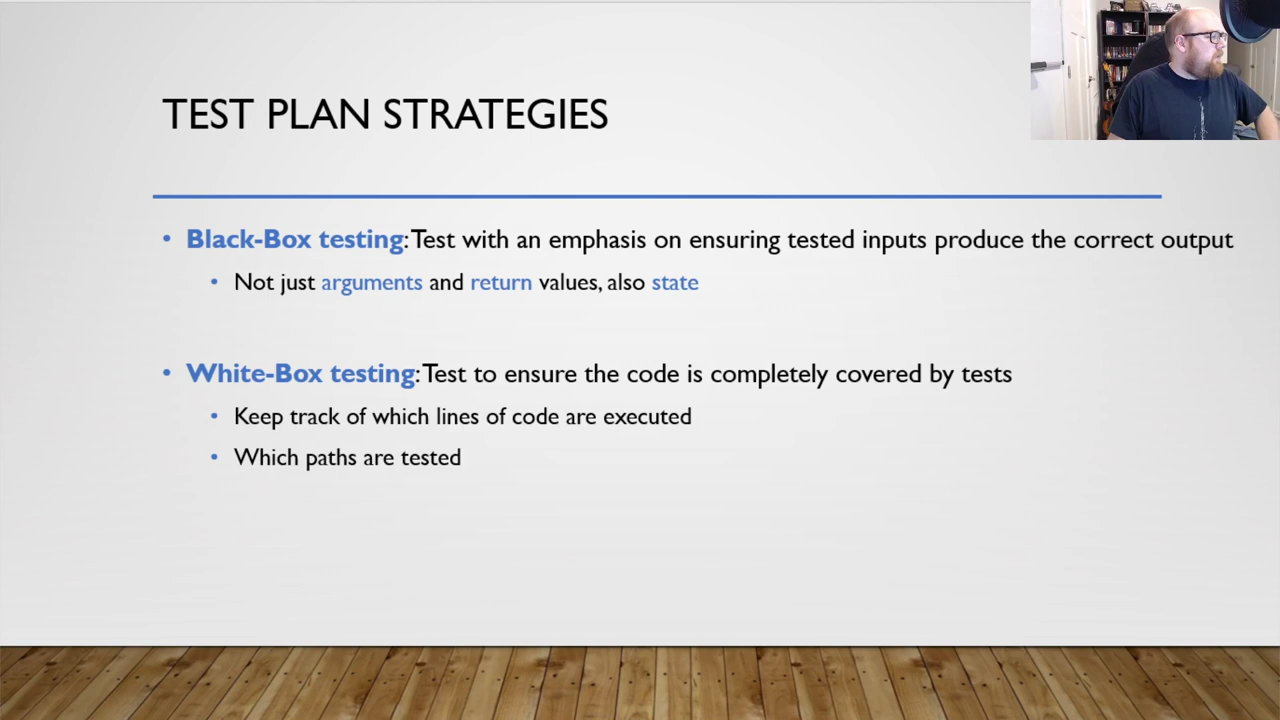 TEST PLAN STRATEGIES
• Black-Box testing: Test with an emphasis on ensuring tested inputs produce the correct output
• Not just arguments and return values, also state
• White-Box testing: Test to ensure the code is completely covered by tests
• Keep track of which lines of code are executed
• Which paths are tested